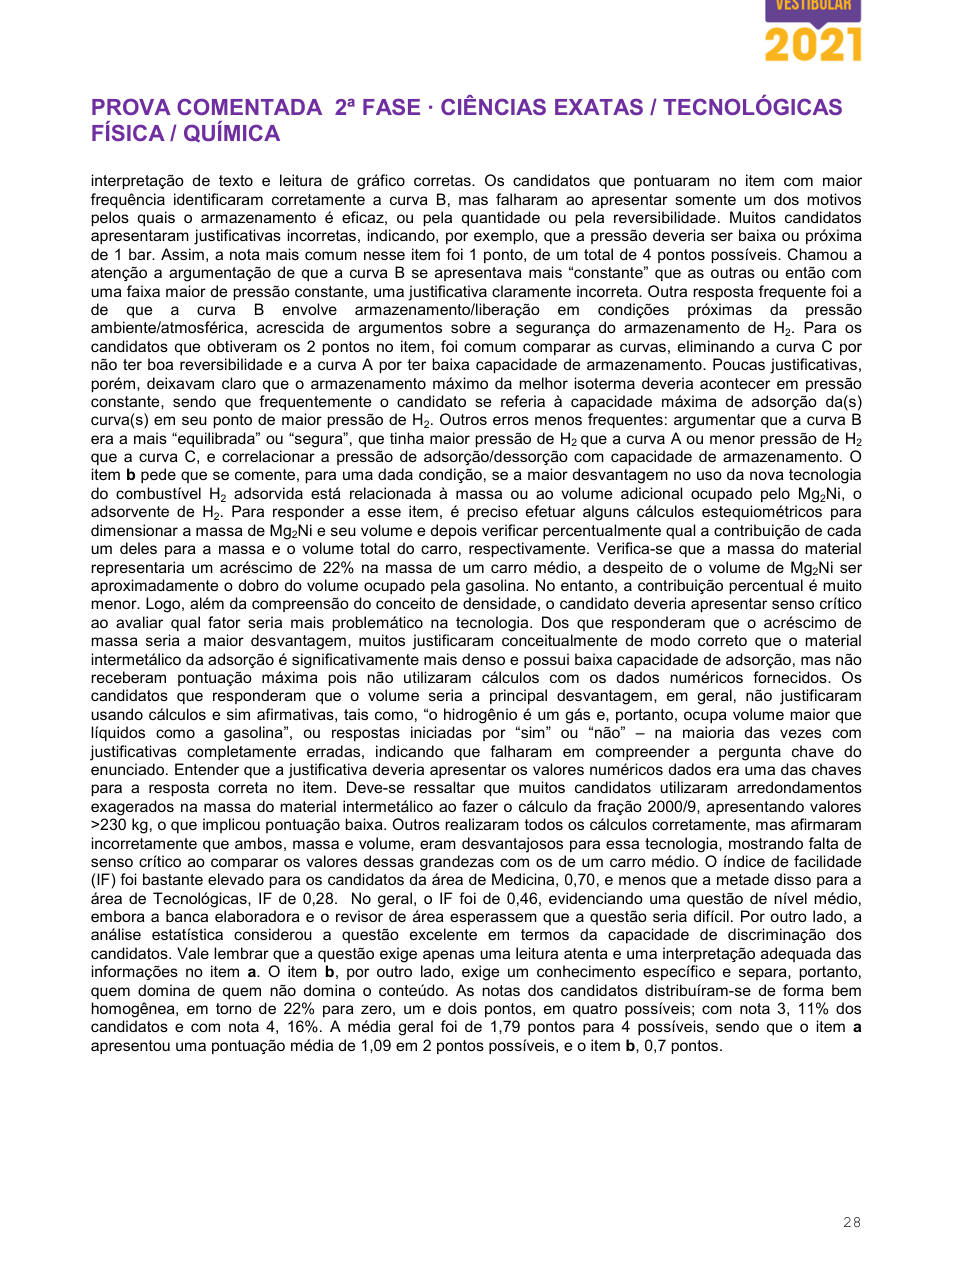 VESTIBULAR
2021
PROVA COMENTADA 2ª FASE · CIÊNCIAS EXATAS / TECNOLÓGICAS
FÍSICA / QUÍMICA
interpretação de texto e leitura de gráfico corretas. Os candidatos que pontuaram no item com maior
frequência identificaram corretamente a curva B, mas falharam ao apresentar somente um dos motivos
pelos quais o armazenamento é eficaz, ou pela quantidade ou pela reversibilidade. Muitos candidatos
apresentaram justificativas incorretas, indicando, por exemplo, que a pressão deveria ser baixa ou próxima
de 1 bar. Assim, a nota mais comum nesse item foi 1 ponto, de um total de 4 pontos possíveis. Chamou a
atenção a argumentação de que a curva B se apresentava mais “constante” que as outras ou então com
uma faixa maior de pressão constante, uma justificativa claramente incorreta. Outra resposta frequente foi a
de que a curva B envolve armazenamento/liberação em condições próximas da pressão
ambiente/atmosférica, acrescida de argumentos sobre a segurança do armazenamento de H2. Para os
candidatos que obtiveram os 2 pontos no item, foi comum comparar as curvas, eliminando a curva C por
não ter boa reversibilidade e a curva A por ter baixa capacidade de armazenamento. Poucas justificativas,
porém, deixavam claro que o armazenamento máximo da melhor isoterma deveria acontecer em pressão
constante, sendo que frequentemente o candidato se referia à capacidade máxima de adsorção da(s)
curva(s) em seu ponto de maior pressão de H2. Outros erros menos frequentes: argumentar que a curva B
era a mais “equilibrada” ou “segura”, que tinha maior pressão de H2 que a curva A ou menor pressão de H2
que a curva C, e correlacionar a pressão de adsorção/dessorção com capacidade de armazenamento. O
item b pede que se comente, para uma dada condição, se a maior desvantagem no uso da nova tecnologia
do combustível H2 adsorvida está relacionada à massa ou ao volume adicional ocupado pelo Mg2Ni, o
adsorvente de H2. Para responder a esse item, é preciso efetuar alguns cálculos estequiométricos para
dimensionar a massa de Mg2Ni e seu volume e depois verificar percentualmente qual a contribuição de cada
um deles para a massa e o volume total do carro, respectivamente. Verifica-se que a massa do material
representaria um acréscimo de 22% na massa de um carro médio, a despeito de o volume de Mg2Ni ser
aproximadamente o dobro do volume ocupado pela gasolina. No entanto, a contribuição percentual é muito
menor. Logo, além da compreensão do conceito de densidade, o candidato deveria apresentar senso crítico
ao avaliar qual fator seria mais problemático na tecnologia. Dos que responderam que o acréscimo de
massa seria a maior desvantagem, muitos justificaram conceitualmente de modo correto que o material
intermetálico da adsorção é significativamente mais denso e possui baixa capacidade de adsorção, mas não
receberam pontuação máxima pois não utilizaram cálculos com os dados numéricos fornecidos. Os
candidatos que responderam que o volume seria a principal desvantagem, em geral, não justificaram
usando cálculos e sim afirmativas, tais como, “o hidrogênio é um gás e, portanto, ocupa volume maior que
líquidos como a gasolina”, ou respostas iniciadas por “sim” ou “não” – na maioria das vezes com
justificativas completamente erradas, indicando que falharam em compreender a pergunta chave do
enunciado. Entender que a justificativa deveria apresentar os valores numéricos dados era uma das chaves
para a resposta correta no item. Deve-se ressaltar que muitos candidatos utilizaram arredondamentos
exagerados na massa do material intermetálico ao fazer o cálculo da fração 2000/9, apresentando valores
>230 kg, o que implicou pontuação baixa. Outros realizaram todos os cálculos corretamente, mas afirmaram
incorretamente que ambos, massa e volume, eram desvantajosos para essa tecnologia, mostrando falta de
senso crítico ao comparar os valores dessas grandezas com os de um carro médio. O índice de facilidade
(IF) foi bastante elevado para os candidatos da área de Medicina, 0,70, e menos que a metade disso para a
área de Tecnológicas, IF de 0,28. No geral, o IF foi de 0,46, evidenciando uma questão de nível médio,
embora a banca elaboradora e o revisor de área esperassem que a questão seria difícil. Por outro lado, a
análise estatística considerou a questão excelente em termos da capacidade de discriminação dos
candidatos. Vale lembrar que a questão exige apenas uma leitura atenta e uma interpretação adequada das
informações no item a. O item b, por outro lado, exige um conhecimento específico e separa, portanto,
quem domina de quem não domina o conteúdo. As notas dos candidatos distribuíram-se de forma bem
homogênea, em torno de 22% para zero, um e dois pontos, em quatro possíveis; com nota 3, 11% dos
candidatos e com nota 4, 16%. A média geral foi de 1,79 pontos para 4 possíveis, sendo que o item a
apresentou uma pontuação média de 1,09 em 2 pontos possíveis, e o item b, 0,7 pontos.
28